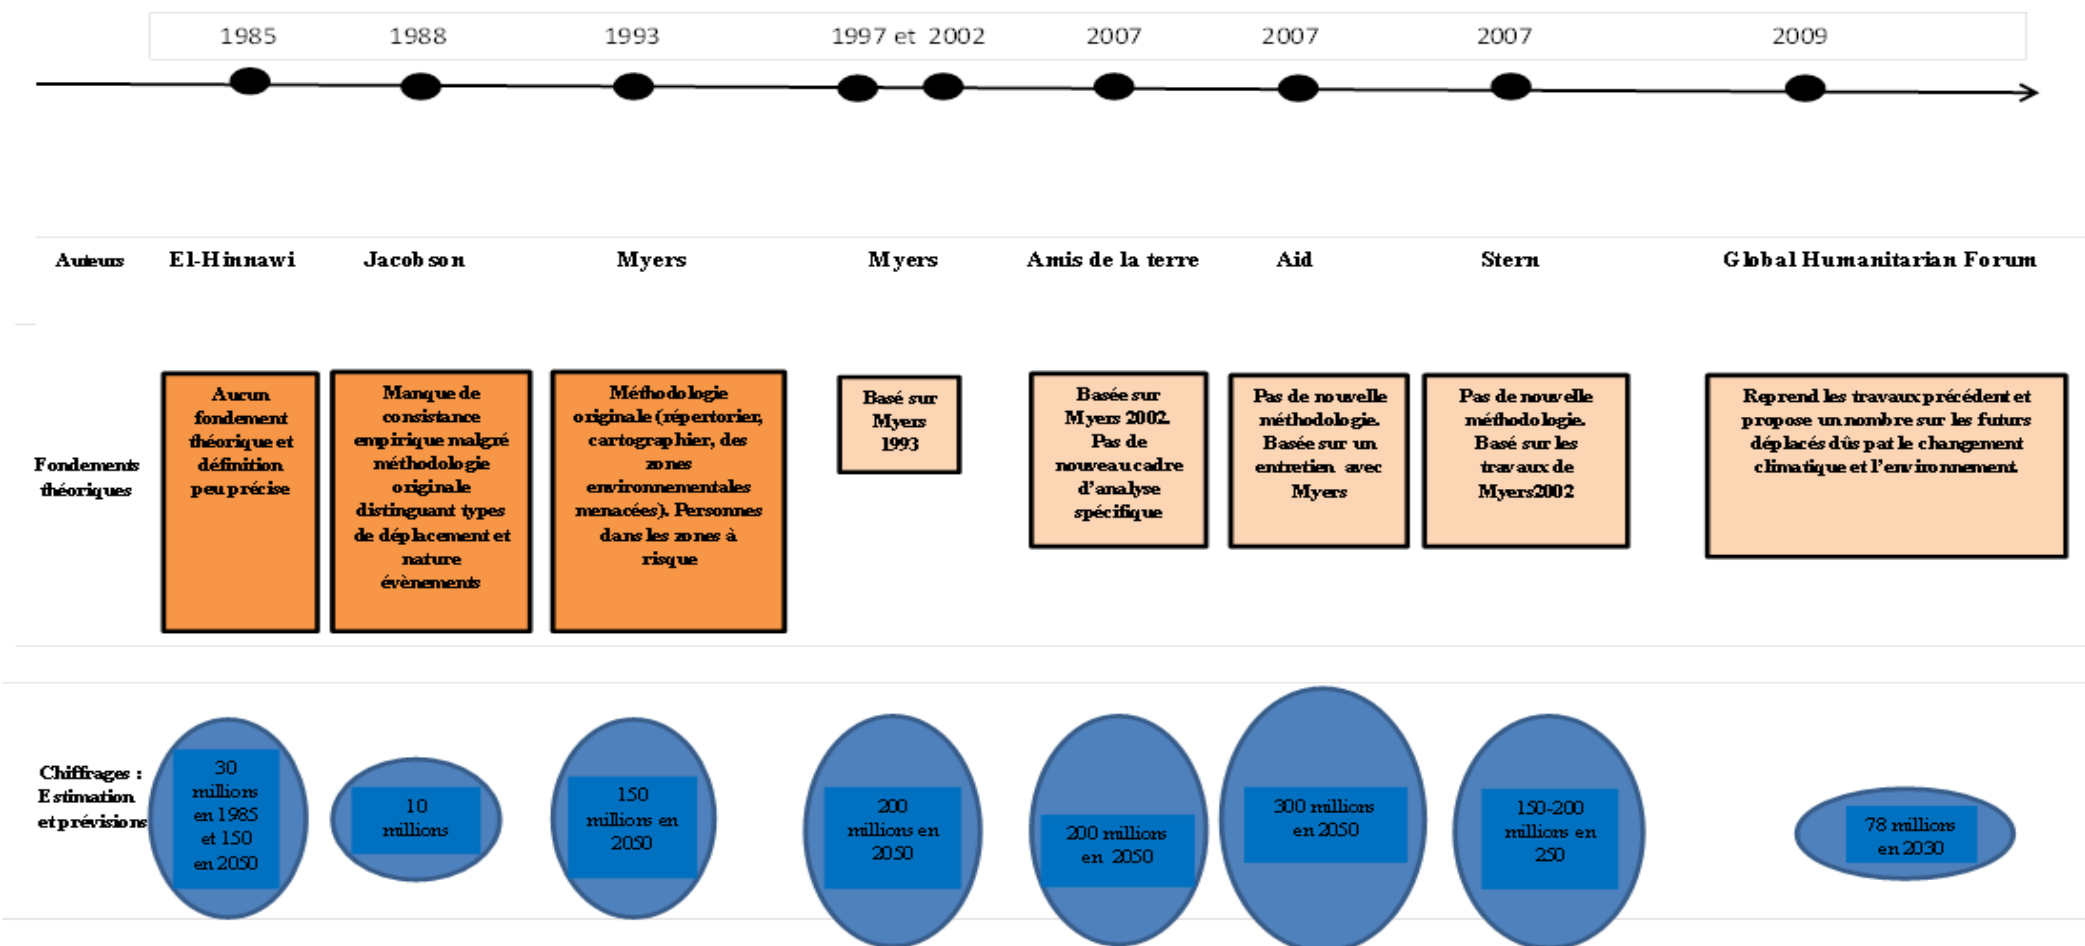 1985 1988 1993 1997 et 2002 2007 2007 2007 2009
Auteurs El-Hinnawi Jacobson Myers Myers Amis de la terre Aid Stern Global Humanitarian Forum
Fondements
théoriques
Aucun
fondement
théorique et
définition
peu précise
Manque de
consistance
empirique malgré
méthodologie
originale
distinguant types
de déplacement et
nature
évènements
Méthodologie
originale (répertorier,
cartographier, des
zones
environnementales
menacées). Personnes
dans les zones à
risque
Basé sur
Myers
1993
Basée sur
Myers 2002.
Pas de
nouveau cadre
d'analyse
spécifique
Pas de nouvelle
méthodologie.
Basée sur un
entretien avec
Myers
Pas de nouvelle
méthodologie.
Basé sur les
travaux de
Myers2002
Reprend les travaux précédent et
propose un nombre sur les futurs
déplacés dûs pat le changement
climatique et l'environnement.
Chiffrages :
Estimation
et prévisions
30
millions
en 1985
et 150
en 2050
10
millions
150
millions en
2050
200
millions en
2050
200 millions
en 2050
300 millions
en 2050
150-200
millions en
250
78 millions
en 2030